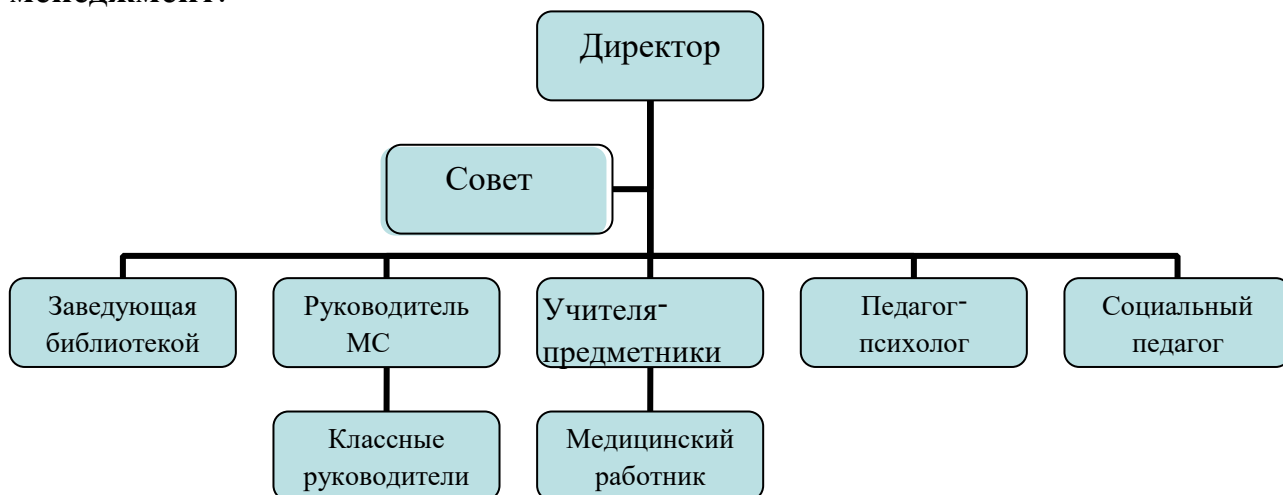 менеджмент.
Директор
Совет
Заведующая
библиотекой
Руководитель
МС
Учителя-
предметники
Педагог-
психолог
Социальный
педагог
Классные
руководители
Медицинский
работник